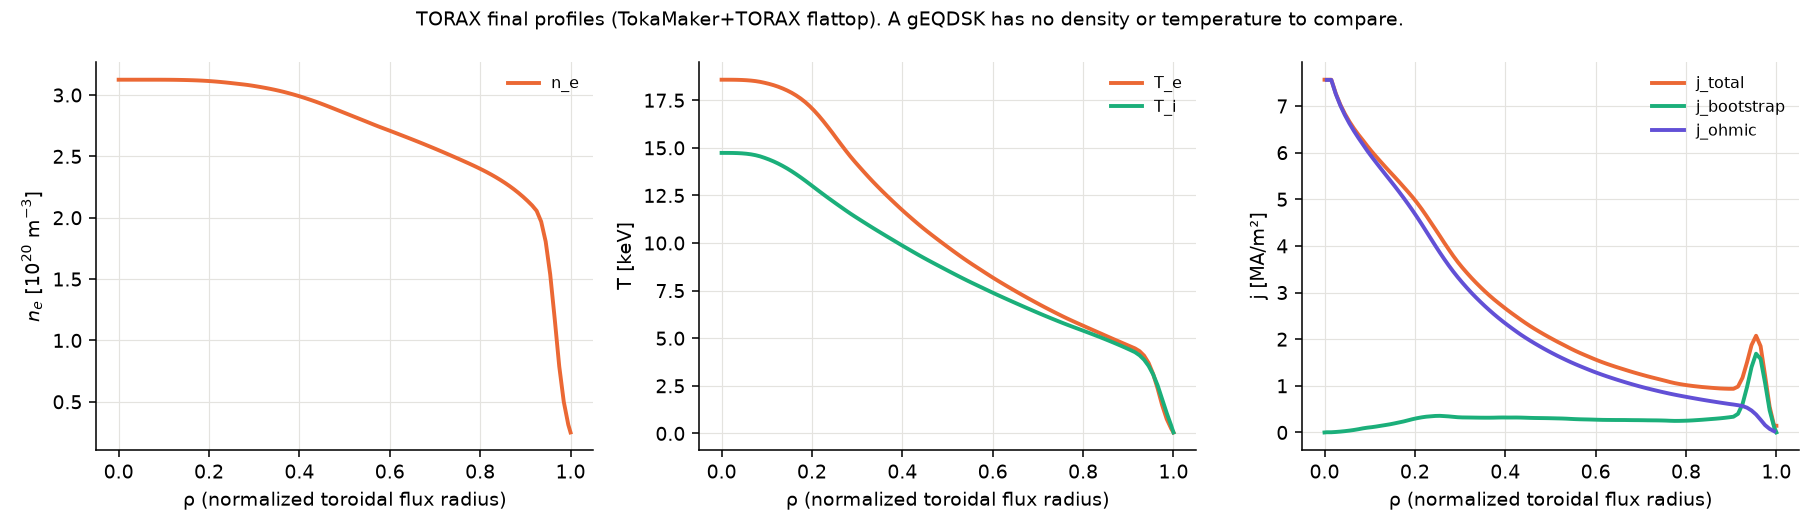 TORAX final profiles (TokaMaker+TORAX flattop). A gEQDSK has no density or temperature to compare.
n_e
3.0
2.5
2.0
1.5
1.0
0.5
n_e [10^20 m^−3]
0.0 0.2 0.4 0.6 0.8 1.0
ρ (normalized toroidal flux radius)
T_e
T_i
17.5
15.0
12.5
10.0
7.5
5.0
2.5
0.0
T [keV]
0.0 0.2 0.4 0.6 0.8 1.0
ρ (normalized toroidal flux radius)
j_total
j_bootstrap
j_ohmic
7
6
5
4
3
2
1
0
j [MA/m²]
0.0 0.2 0.4 0.6 0.8 1.0
ρ (normalized toroidal flux radius)